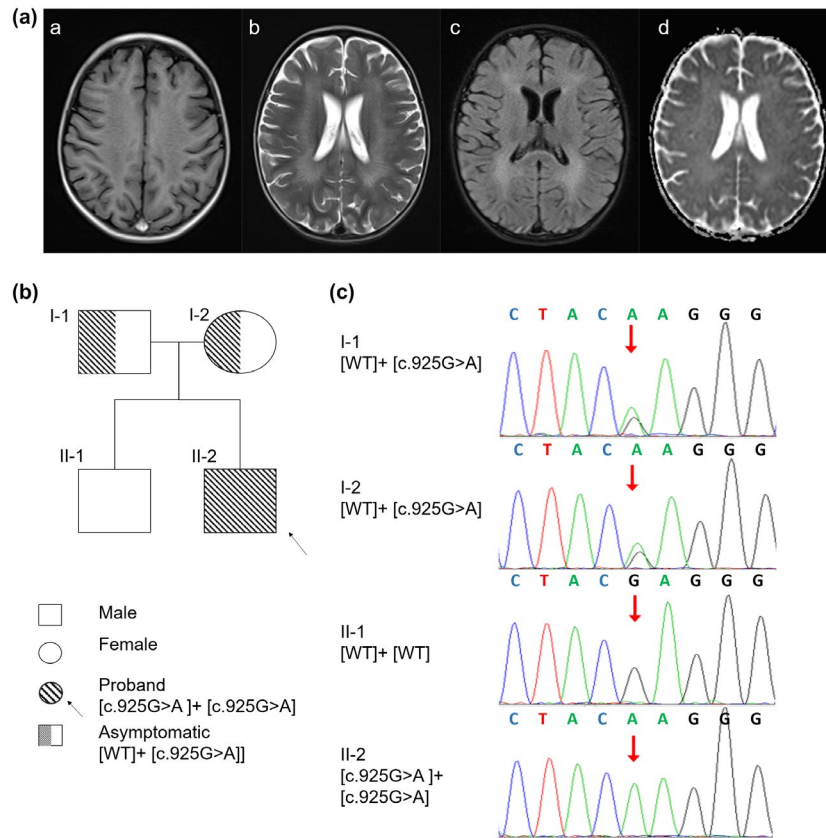 (a)
a
b
c
d
(b)
I-1
I-2
II-1
II-2
Male
Female
Proband
[c.925G>A ]+ [c.925G>A]
Asymptomatic
[WT]+ [c.925G>A]]
(c)
C T A C A A G G G
I-1
[WT]+ [c.925G>A]
C T A C A A G G G
I-2
[WT]+ [c.925G>A]
C T A C G A G G G
II-1
[WT]+ [WT]
C T A C A A G G G
II-2
[c.925G>A ]+
[c.925G>A]